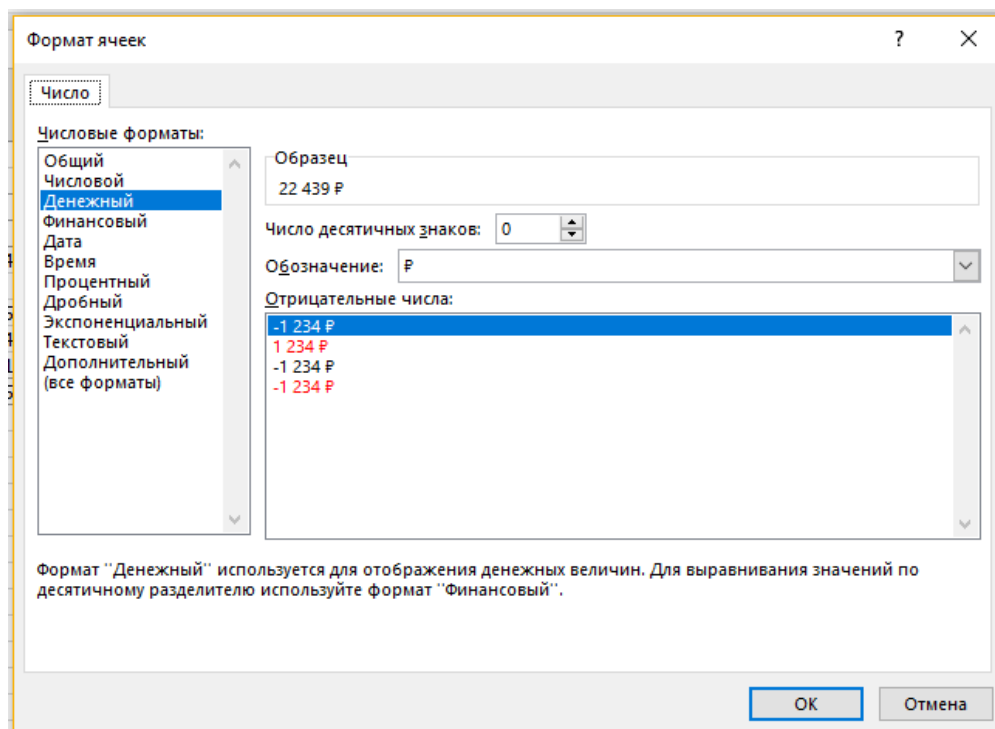 Формат ячеек
?
Число
Числовые форматы:
Общий
Числовой
Денежный
Финансовый
Дата
Время
Процентный
Дробный
Экспоненциальный
Текстовый
Дополнительный
(все форматы)
Образец
22 439 ₽
Число десятичных знаков: 0
Обозначение: ₽
Отрицательные числа:
-1 234 ₽
1 234 ₽
-1 234 ₽
-1 234 ₽
Формат "Денежный" используется для отображения денежных величин. Для выравнивания значений по
десятичному разделителю используйте формат "Финансовый".
ОК
Отмена